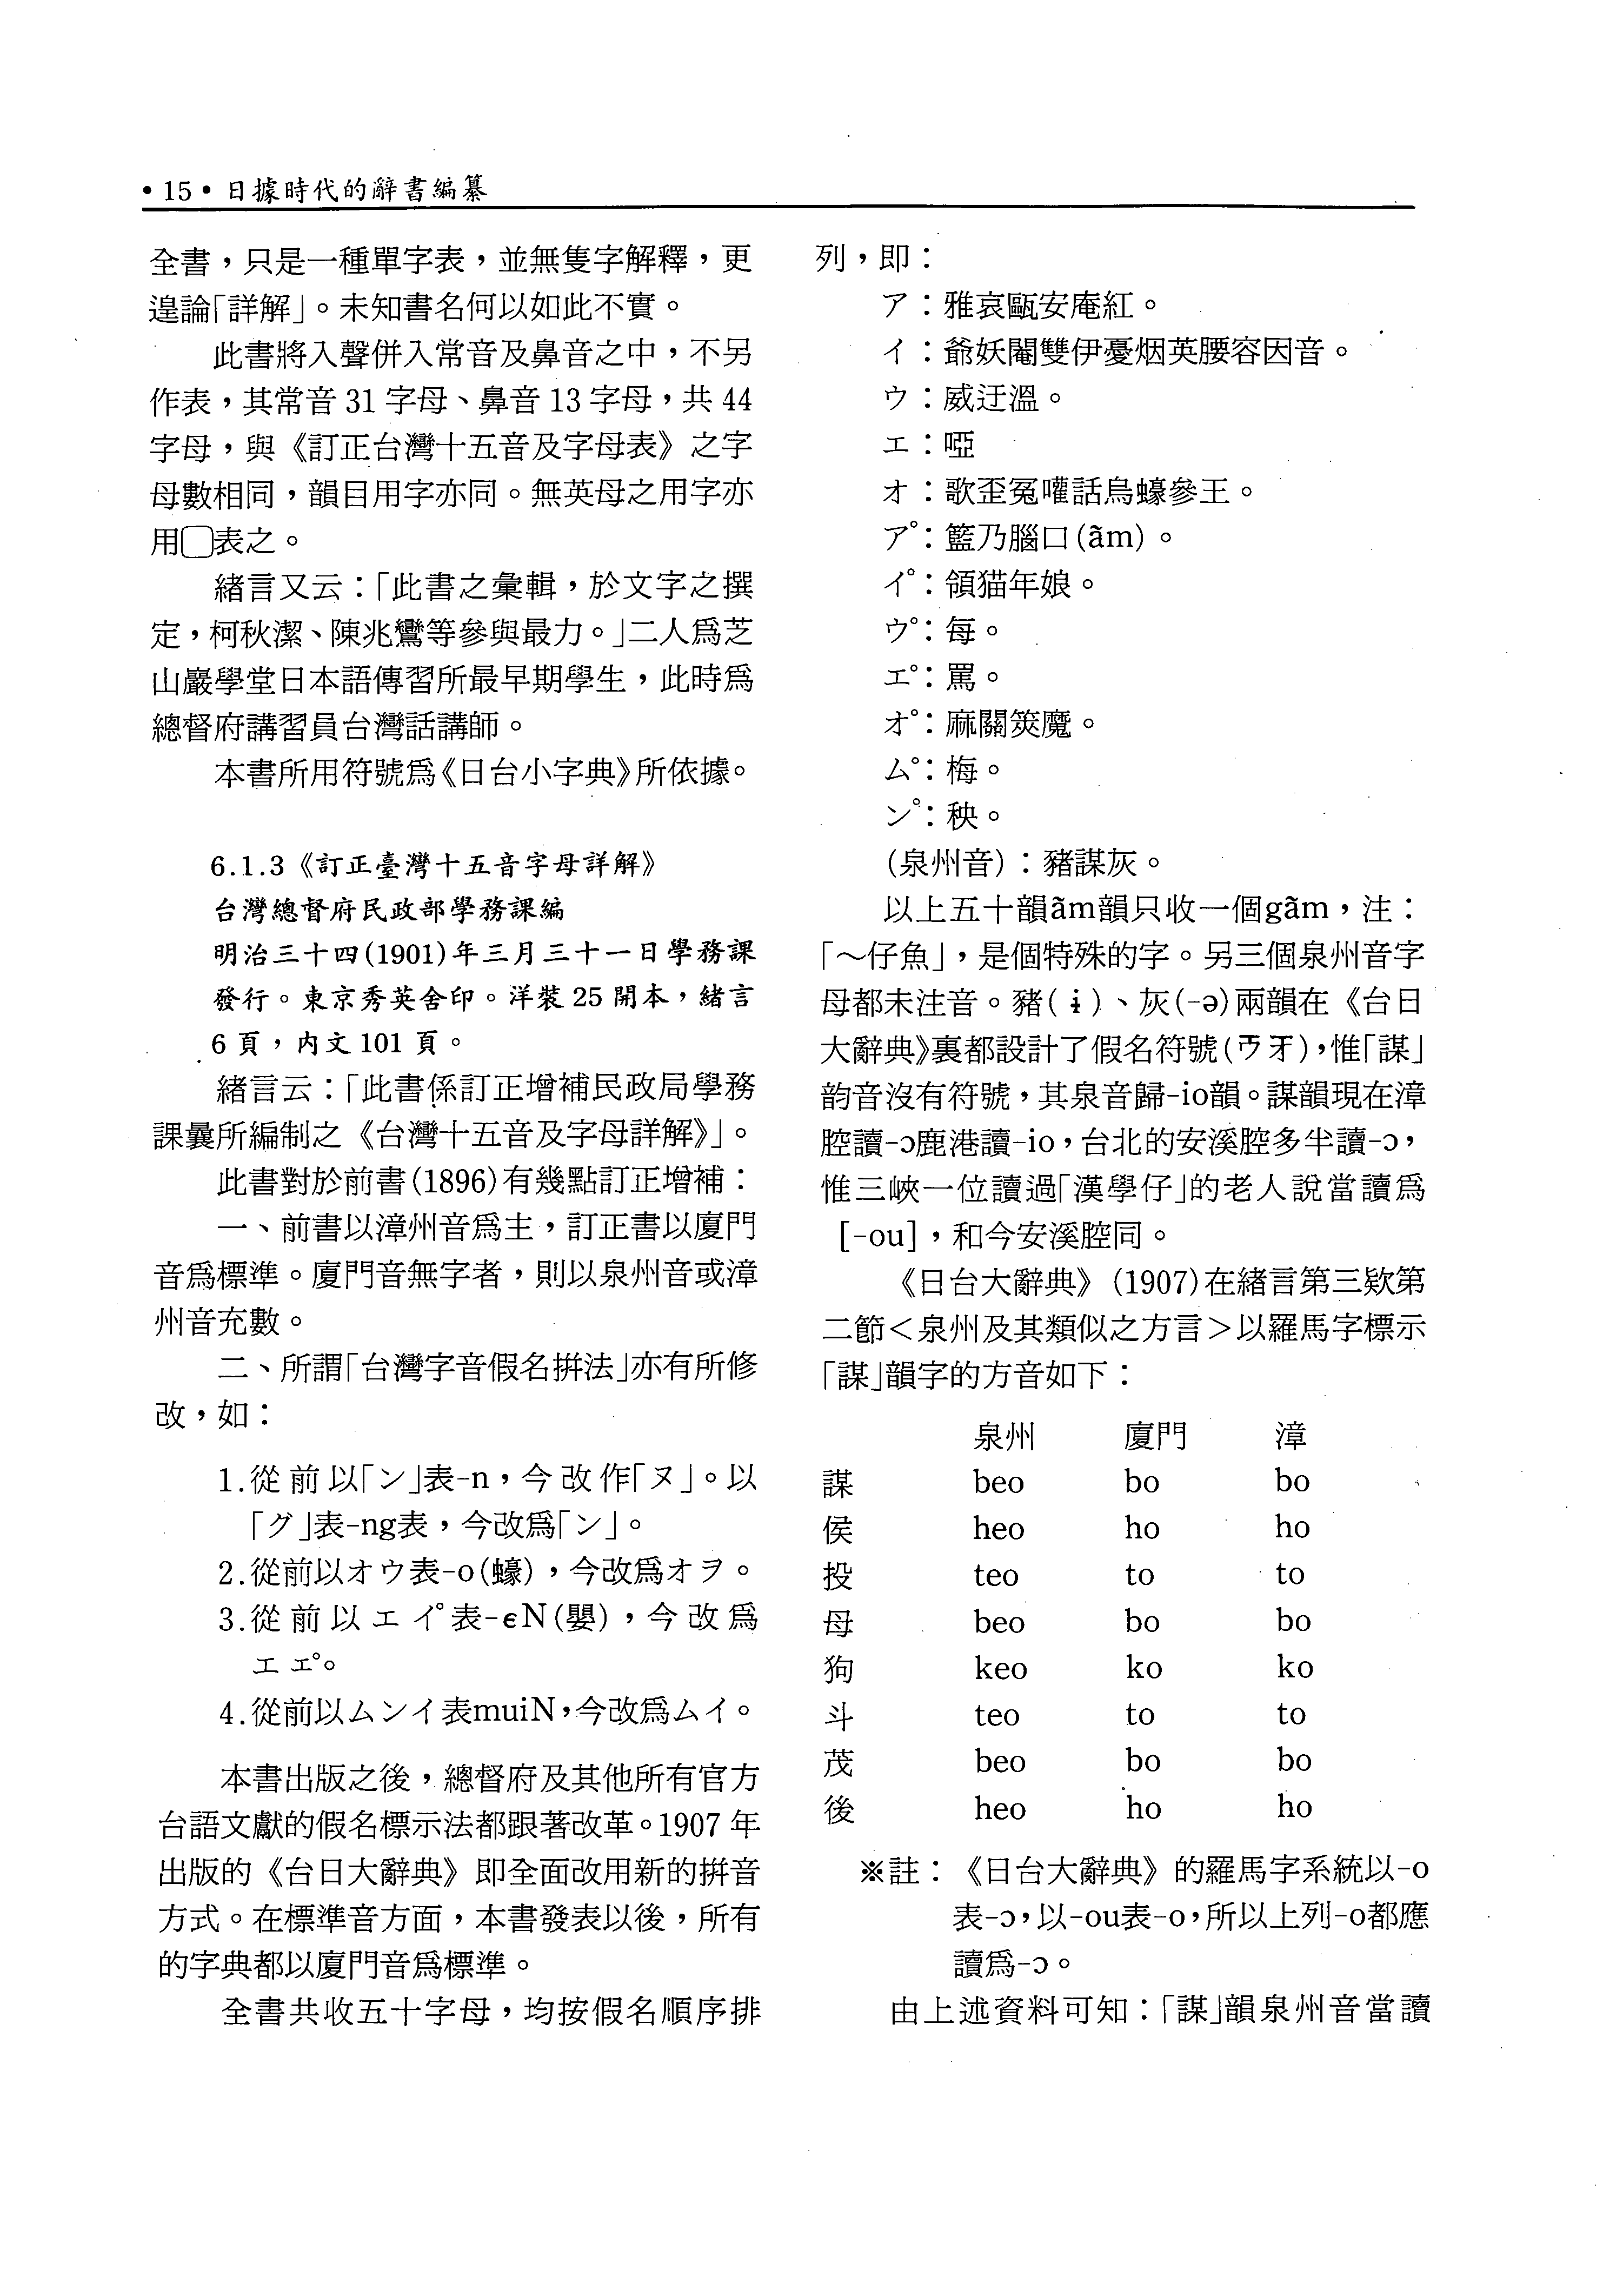 • 15 • 日據時代的辭書編纂
全書，只是一種單字表，並無隻字解釋，更
遑論「詳解」。未知書名何以如此不實。
此書將入聲併入常音及鼻音之中，不另
作表，其常音 31 字母、鼻音 13 字母，共 44
字母，與《訂正台灣十五音及字母表》之字
母數相同，韻目用字亦同。無英母之用字亦
用▢表之。
緒言又云：「此書之彙輯，於文字之撰
定，柯秋潔、陳兆鸞等參與最力。」二人爲芝
山巖學堂日本語傳習所最早期學生，此時爲
總督府講習員台灣話講師。
本書所用符號爲《日台小字典》所依據。
6.1.3《訂正臺灣十五音字母詳解》
台灣總督府民政部學務課編
明治三十四(1901)年三月三十一日學務課
發行。東京秀英舍印。洋裝 25 開本，緒言
6 頁，內文 101 頁。
緒言云：「此書係訂正增補民政局學務
課曩所編制之《台灣十五音及字母詳解》」。
此書對於前書(1896)有幾點訂正增補：
一、前書以漳州音爲主，訂正書以廈門
音爲標準。廈門音無字者，則以泉州音或漳
州音充數。
二、所謂「台灣字音假名拼法」亦有所修
改，如：
1.從前以「ン」表-n，今改作「ヌ」。以
「グ」表-ng表，今改爲「ン」。
2.從前以オウ表-o(蠔)，今改爲オヲ。
3.從前以エイ゚表-ɐN(嬰)，今改爲
エエ゚。
4.從前以ムンイ表muiN，今改爲ムイ。
本書出版之後，總督府及其他所有官方
台語文獻的假名標示法都跟著改革。1907 年
出版的《台日大辭典》即全面改用新的拼音
方式。在標準音方面，本書發表以後，所有
的字典都以廈門音爲標準。
全書共收五十字母，均按假名順序排
列，即：
ア：雅哀甌安庵紅。
イ：爺妖閹雙伊憂烟英腰容因音。
ウ：威迂溫。
エ：啞
オ：歌歪冤嚾話烏蠔參王。
ア゚：籃乃腦口(ãm)。
イ゚：領猫年娘。
ウ゚：每。
エ゚：罵。
オ゚：麻關筴魔。
ム゚：梅。
ン゚：秧。
(泉州音)：豬謀灰。
以上五十韻ãm韻只收一個gãm，注：
「～仔魚」，是個特殊的字。另三個泉州音字
母都未注音。豬(ɨ)、灰(-ə)兩韻在《台日
大辭典》裏都設計了假名符號( )，惟「謀」
韵音沒有符號，其泉音歸-io韻。謀韻現在漳
腔讀-ɔ鹿港讀-io，台北的安溪腔多半讀-ɔ，
惟三峽一位讀過「漢學仔」的老人說當讀爲
[-ou]，和今安溪腔同。
《日台大辭典》(1907)在緒言第三欵第
二節＜泉州及其類似之方言＞以羅馬字標示
「謀」韻字的方音如下：
泉州 廈門 漳
謀 beo bo bo
侯 heo ho ho
投 teo to to
母 beo bo bo
狗 keo ko ko
斗 teo to to
茂 beo bo bo
後 heo ho ho
※註：《日台大辭典》的羅馬字系統以-o
表-ɔ，以-ou表-o，所以上列-o都應
讀爲-ɔ。
由上述資料可知：「謀」韻泉州音當讀